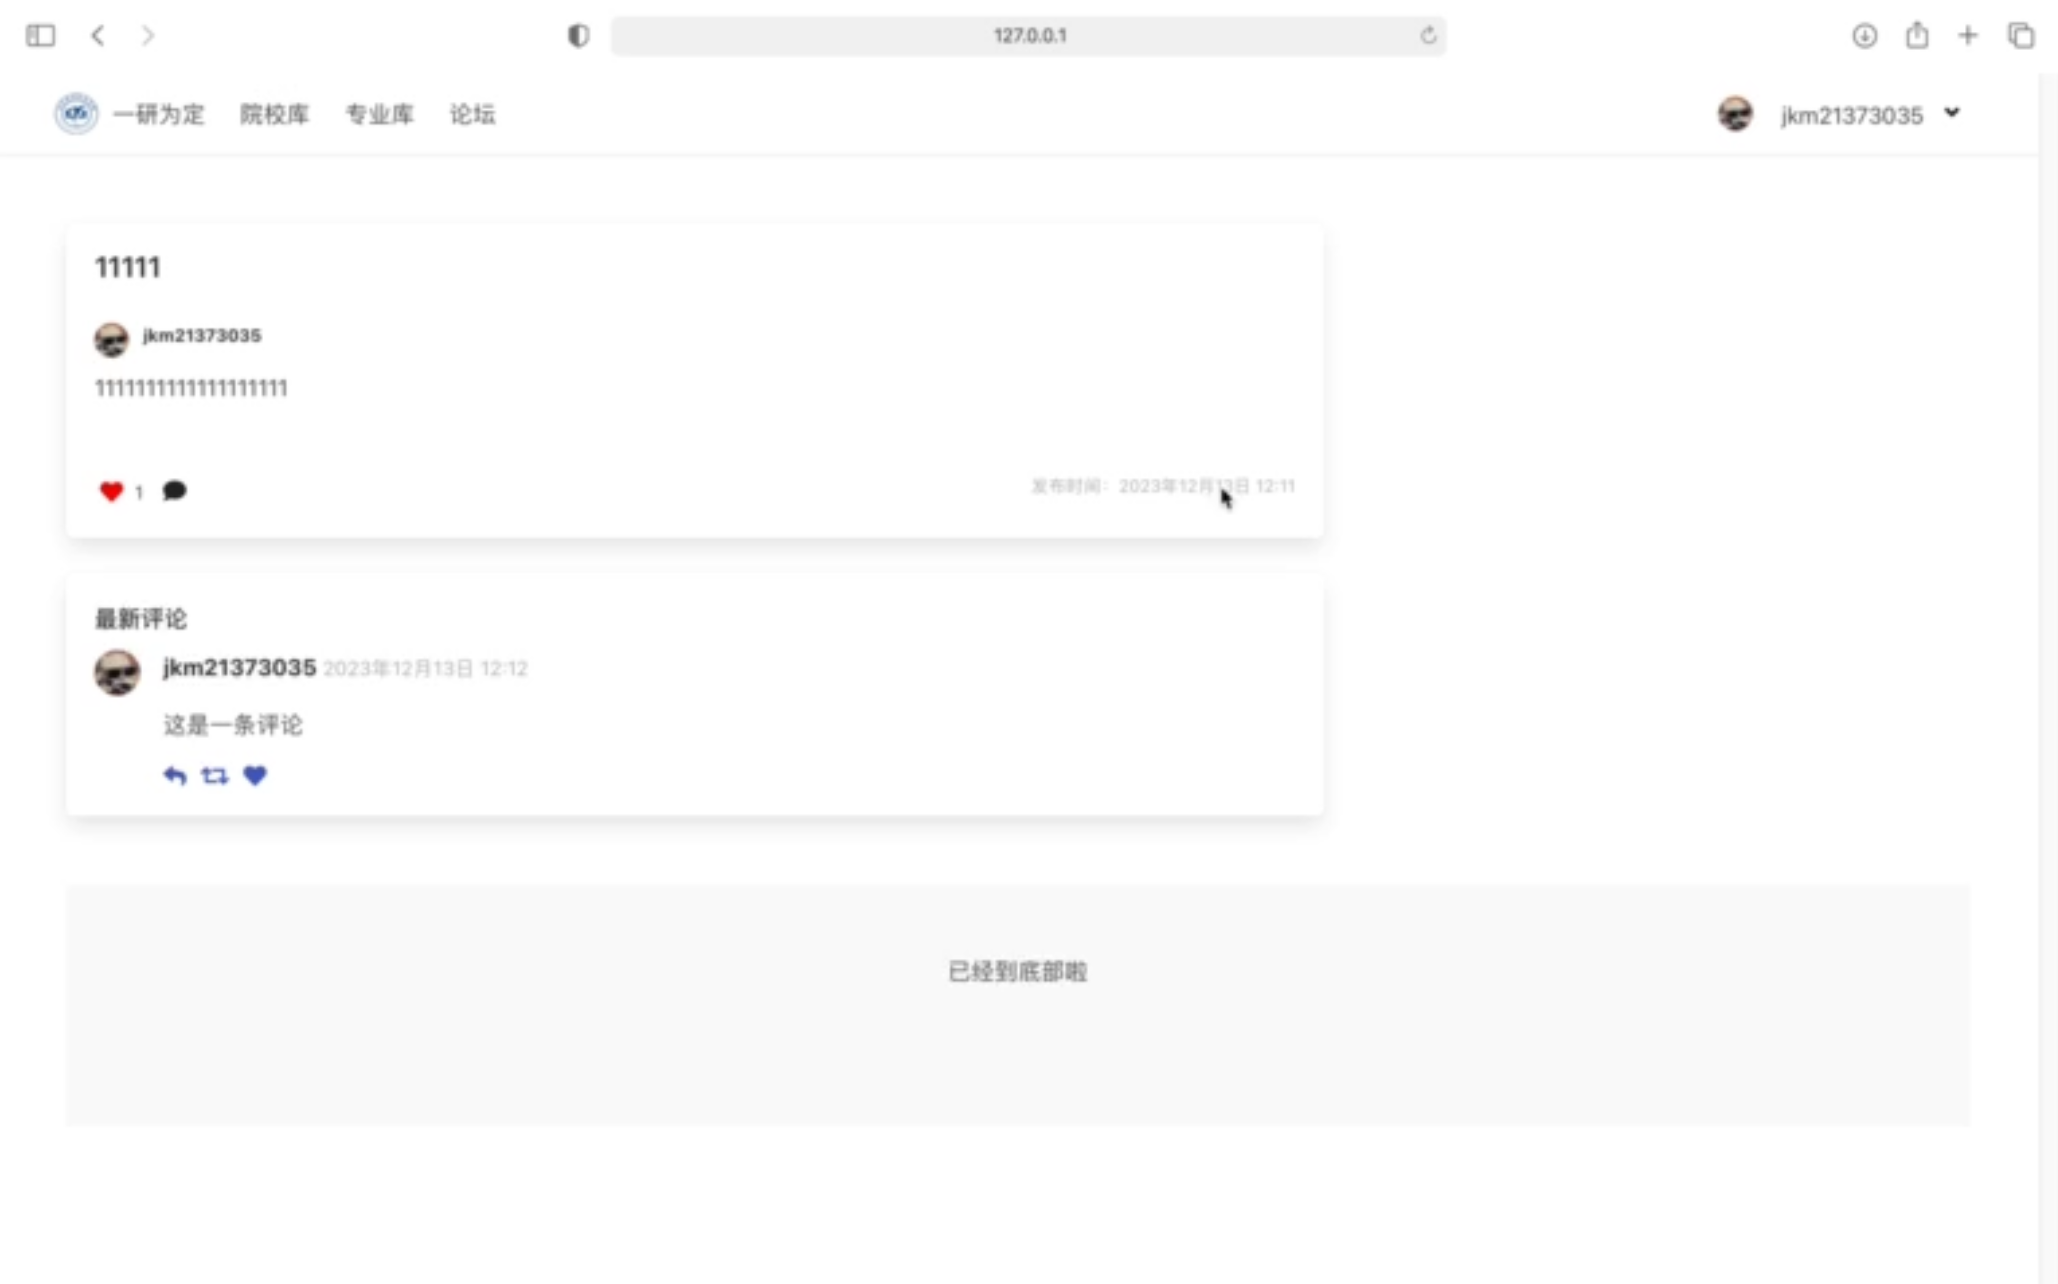 127.0.0.1
一研为定 院校库 专业库 论坛 jkm21373035
11111
jkm21373035
1111111111111111111
1 发布时间：2023年12月13日 12:11
最新评论
jkm21373035 2023年12月13日 12:12
这是一条评论
已经到底部啦